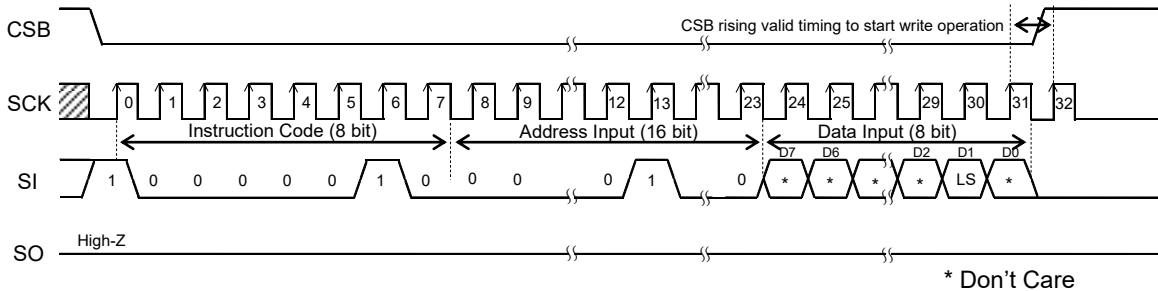 CSB
CSB rising valid timing to start write operation
SCK
0 1 2 3 4 5 6 7 8 9 12 13 23 24 25 29 30 31 32
Instruction Code (8 bit) Address Input (16 bit) Data Input (8 bit)
D7 D6 D2 D1 D0
SI 1 0 0 0 0 0 1 0 0 0 0 1 0 * * * * LS *
High-Z
SO
* Don't Care